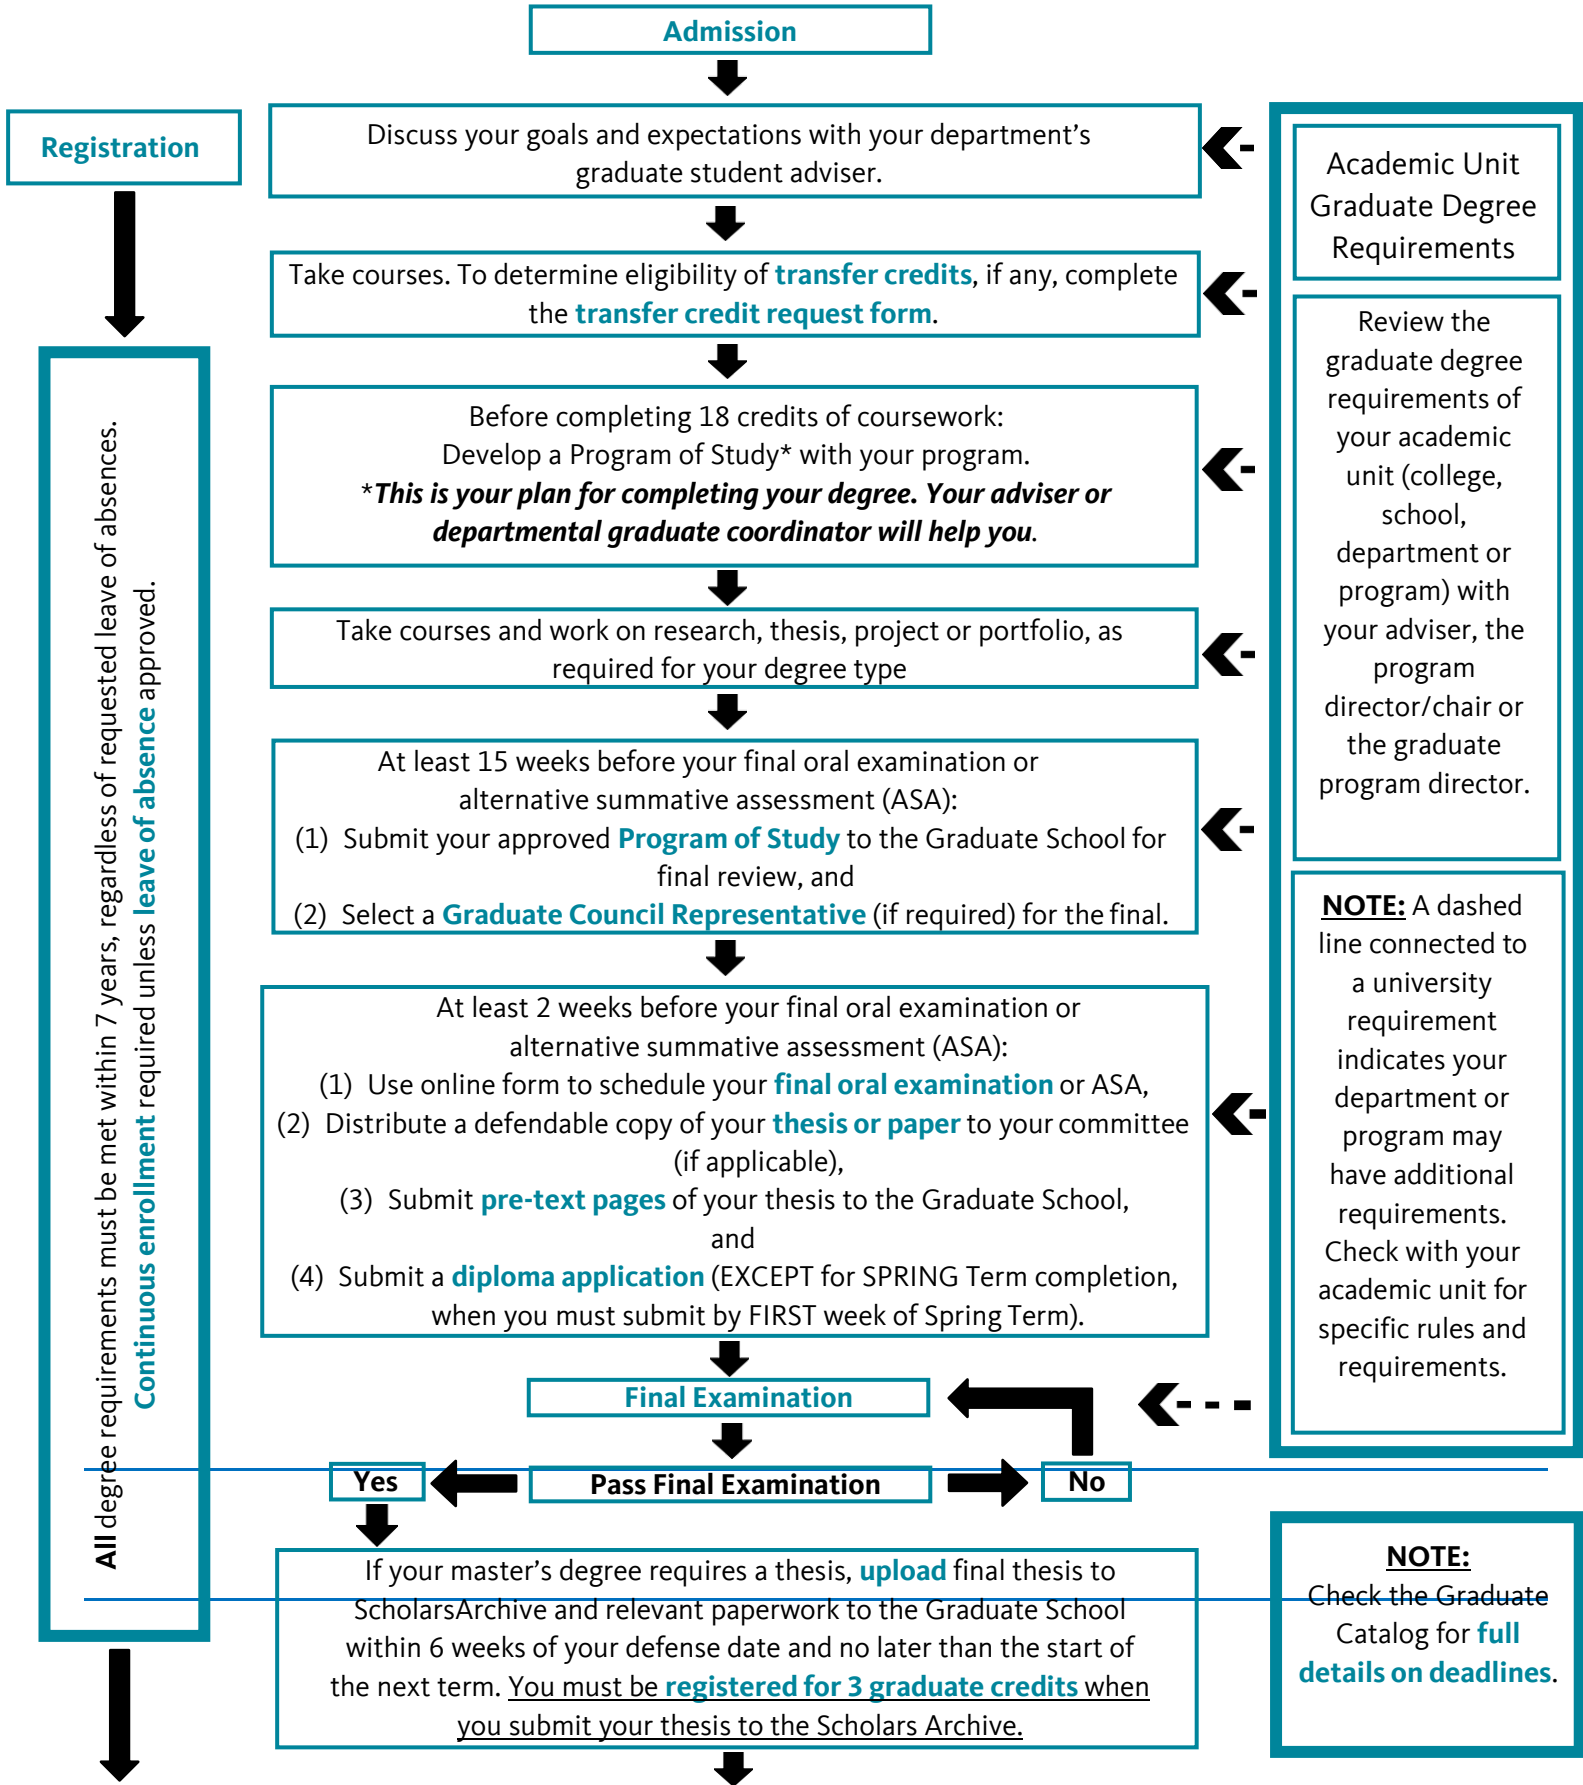 Admission
Registration
Discuss your goals and expectations with your department’s
graduate student adviser.
Take courses. To determine eligibility of transfer credits, if any, complete
the transfer credit request form.
Before completing 18 credits of coursework:
Develop a Program of Study* with your program.
*This is your plan for completing your degree. Your adviser or
departmental graduate coordinator will help you.
Take courses and work on research, thesis, project or portfolio, as
required for your degree type
At least 15 weeks before your final oral examination or
alternative summative assessment (ASA):
(1) Submit your approved Program of Study to the Graduate School for
final review, and
(2) Select a Graduate Council Representative (if required) for the final.
At least 2 weeks before your final oral examination or
alternative summative assessment (ASA):
(1) Use online form to schedule your final oral examination or ASA,
(2) Distribute a defendable copy of your thesis or paper to your committee
(if applicable),
(3) Submit pre-text pages of your thesis to the Graduate School,
and
(4) Submit a diploma application (EXCEPT for SPRING Term completion,
when you must submit by FIRST week of Spring Term).
Final Examination
Yes
Pass Final Examination
No
If your master’s degree requires a thesis, upload final thesis to
ScholarsArchive and relevant paperwork to the Graduate School
within 6 weeks of your defense date and no later than the start of
the next term. You must be registered for 3 graduate credits when
you submit your thesis to the Scholars Archive.
All degree requirements must be met within 7 years, regardless of requested leave of absences.
Continuous enrollment required unless leave of absence approved.
Academic Unit
Graduate Degree
Requirements
Review the
graduate degree
requirements of
your academic
unit (college,
school,
department or
program) with
your adviser, the
program
director/chair or
the graduate
program director.
NOTE: A dashed
line connected to
a university
requirement
indicates your
department or
program may
have additional
requirements.
Check with your
academic unit for
specific rules and
requirements.
NOTE:
Check the Graduate
Catalog for full
details on deadlines.